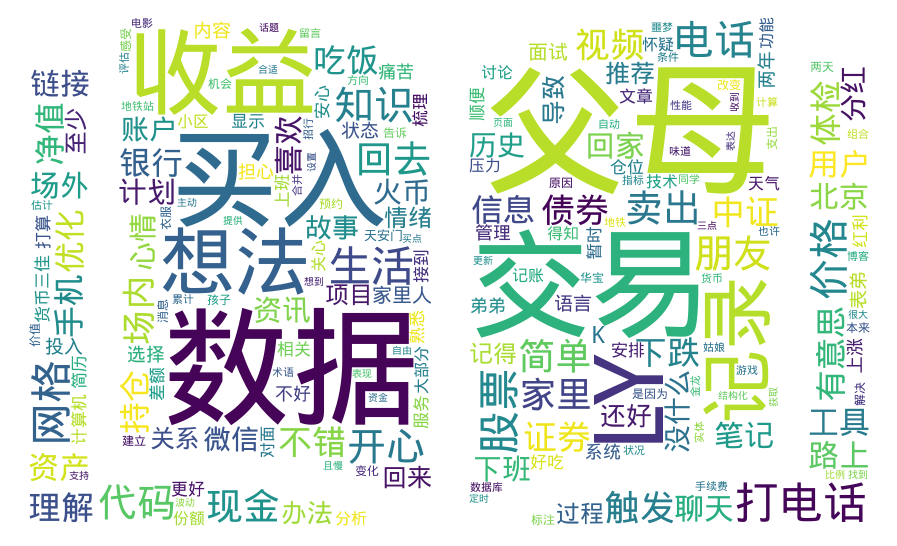 电影
话题
评估
感受
收益
内容
留言
吃饭
痛苦
合适
方向
机会
地铁站
链接
净值
至少
场外
账户
小区
显示
安心
知识
梳理
状态
招行
告诉
喜欢
买入
银行
担心
回去
计划
上班
合并
设置
火币
主动
衣服
预约
情绪
提供
故事
天安门
买点
心情
想法
关心
想到
生活
接到
打算
三佳
货币
优化
手机
价值
投入
网格
简历
计算机
场内
消息
累计
孩子
资讯
项目
家里人
熟悉
数据
选择
差额
相关
术语
表现
自由
不好
资金
大部分
服务
持仓
建立
关系
微信
对面
不错
开心
且慢
变化
回来
资产
支持
理解
代码
更好
波动
份额
现金
办法
分析
噩梦
面试
视频
怀疑
条件
电话
两年
功能
讨论
推荐
文章
顺便
页面
导致
父母
改变
性能
收到
计算
自动
历史
回家
味道
表达
支出
压力
仓位
指标
技术
同学
天气
原因
信息
债券
地铁
卖出
中证
三点
也许
管理
得知
暂时
更新
交易
朋友
记账
华宝
货币
弟弟
语言
记录
记得
简单
不
安排
下跌
姑娘
游戏
LY
家里
是因为
金龙
结构化
获取
股票
还好
没什么
证券
实体
笔记
下班
好吃
系统
状况
数据库
定时
标注
过程
触发
聊天
手续费
打电话
两天
体检
分红
组合
用户
北京
红利
博客
价格
表弟
很大
本来
有意思
上涨
解决
工具
路上
比例
找到